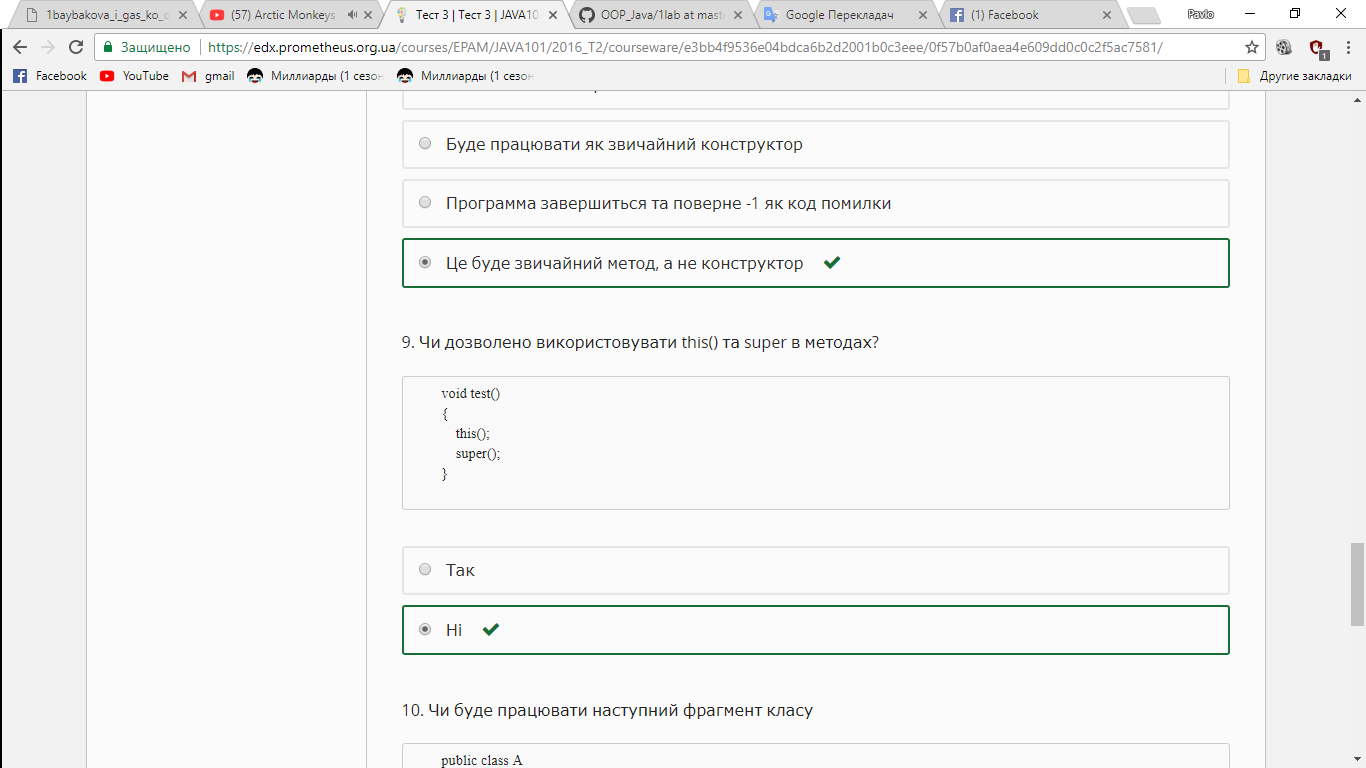 1baybakova_i_gas_ko_o
(57) Arctic Monkeys
Тест 3 | Тест 3 | JAVA10
OOP_Java/1lab at mast
Google Перекладач
(1) Facebook
Pavlo
Защищено
https://edx.prometheus.org.ua/courses/EPAM/JAVA101/2016_T2/courseware/e3bb4f9536e04bdca6b2d2001b0c3eee/0f57b0af0aea4e609dd0c0c2f5ac7581/
1
Facebook
YouTube
gmail
Миллиарды (1 сезон
Миллиарды (1 сезон
Другие закладки
Буде працювати як звичайний конструктор
Программа завершиться та поверне -1 як код помилки
Це буде звичайний метод, а не конструктор
9. Чи дозволено використовувати this() та super в методах?
void test()
{
this();
super();
}
Так
Ні
10. Чи буде працювати наступний фрагмент класу
public class A